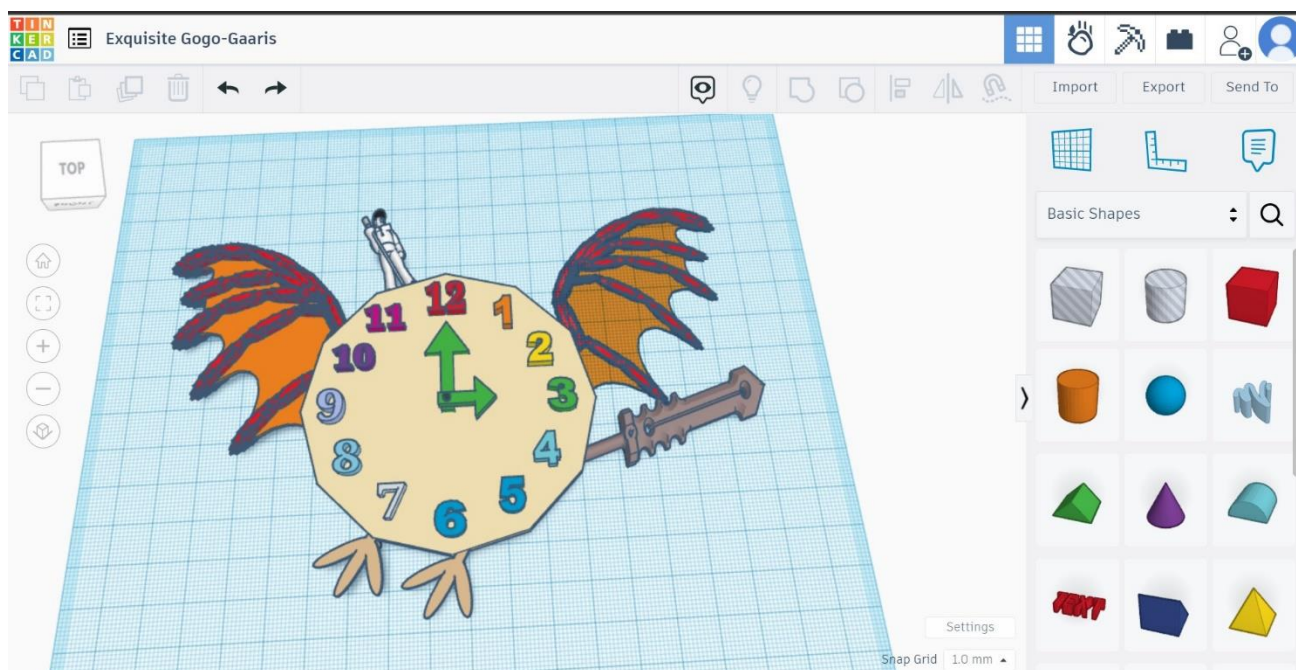 TIN
KER
CAD
Exquisite Gogo-Gaaris
Import Export Send To
TOP
FRONT
Basic Shapes
12
11
1
10
2
9
3
8
4
7
5
6
TEXT
Settings
Snap Grid 1.0 mm